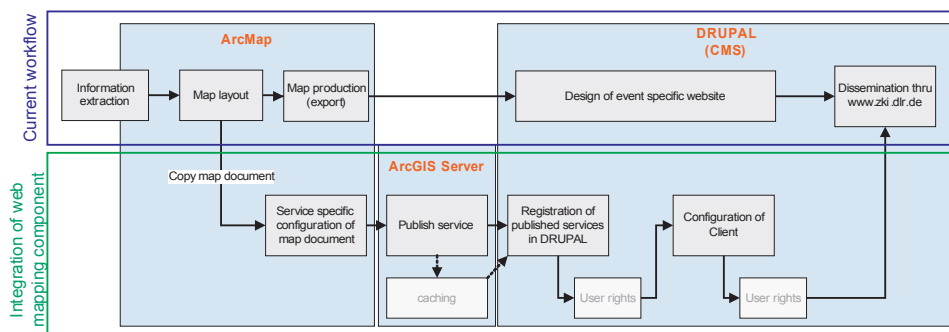 Current workflow
ArcMap
DRUPAL
(CMS)
Information
extraction
Map layout
Map production
(export)
Design of event specific website
Dissemination thru
www.zki.dlr.de
Integration of web
mapping component
ArcGIS Server
Copy map document
Service specific
configuration of
map document
Publish service
Registration of
published services
in DRUPAL
Configuration of
Client
caching
User rights
User rights